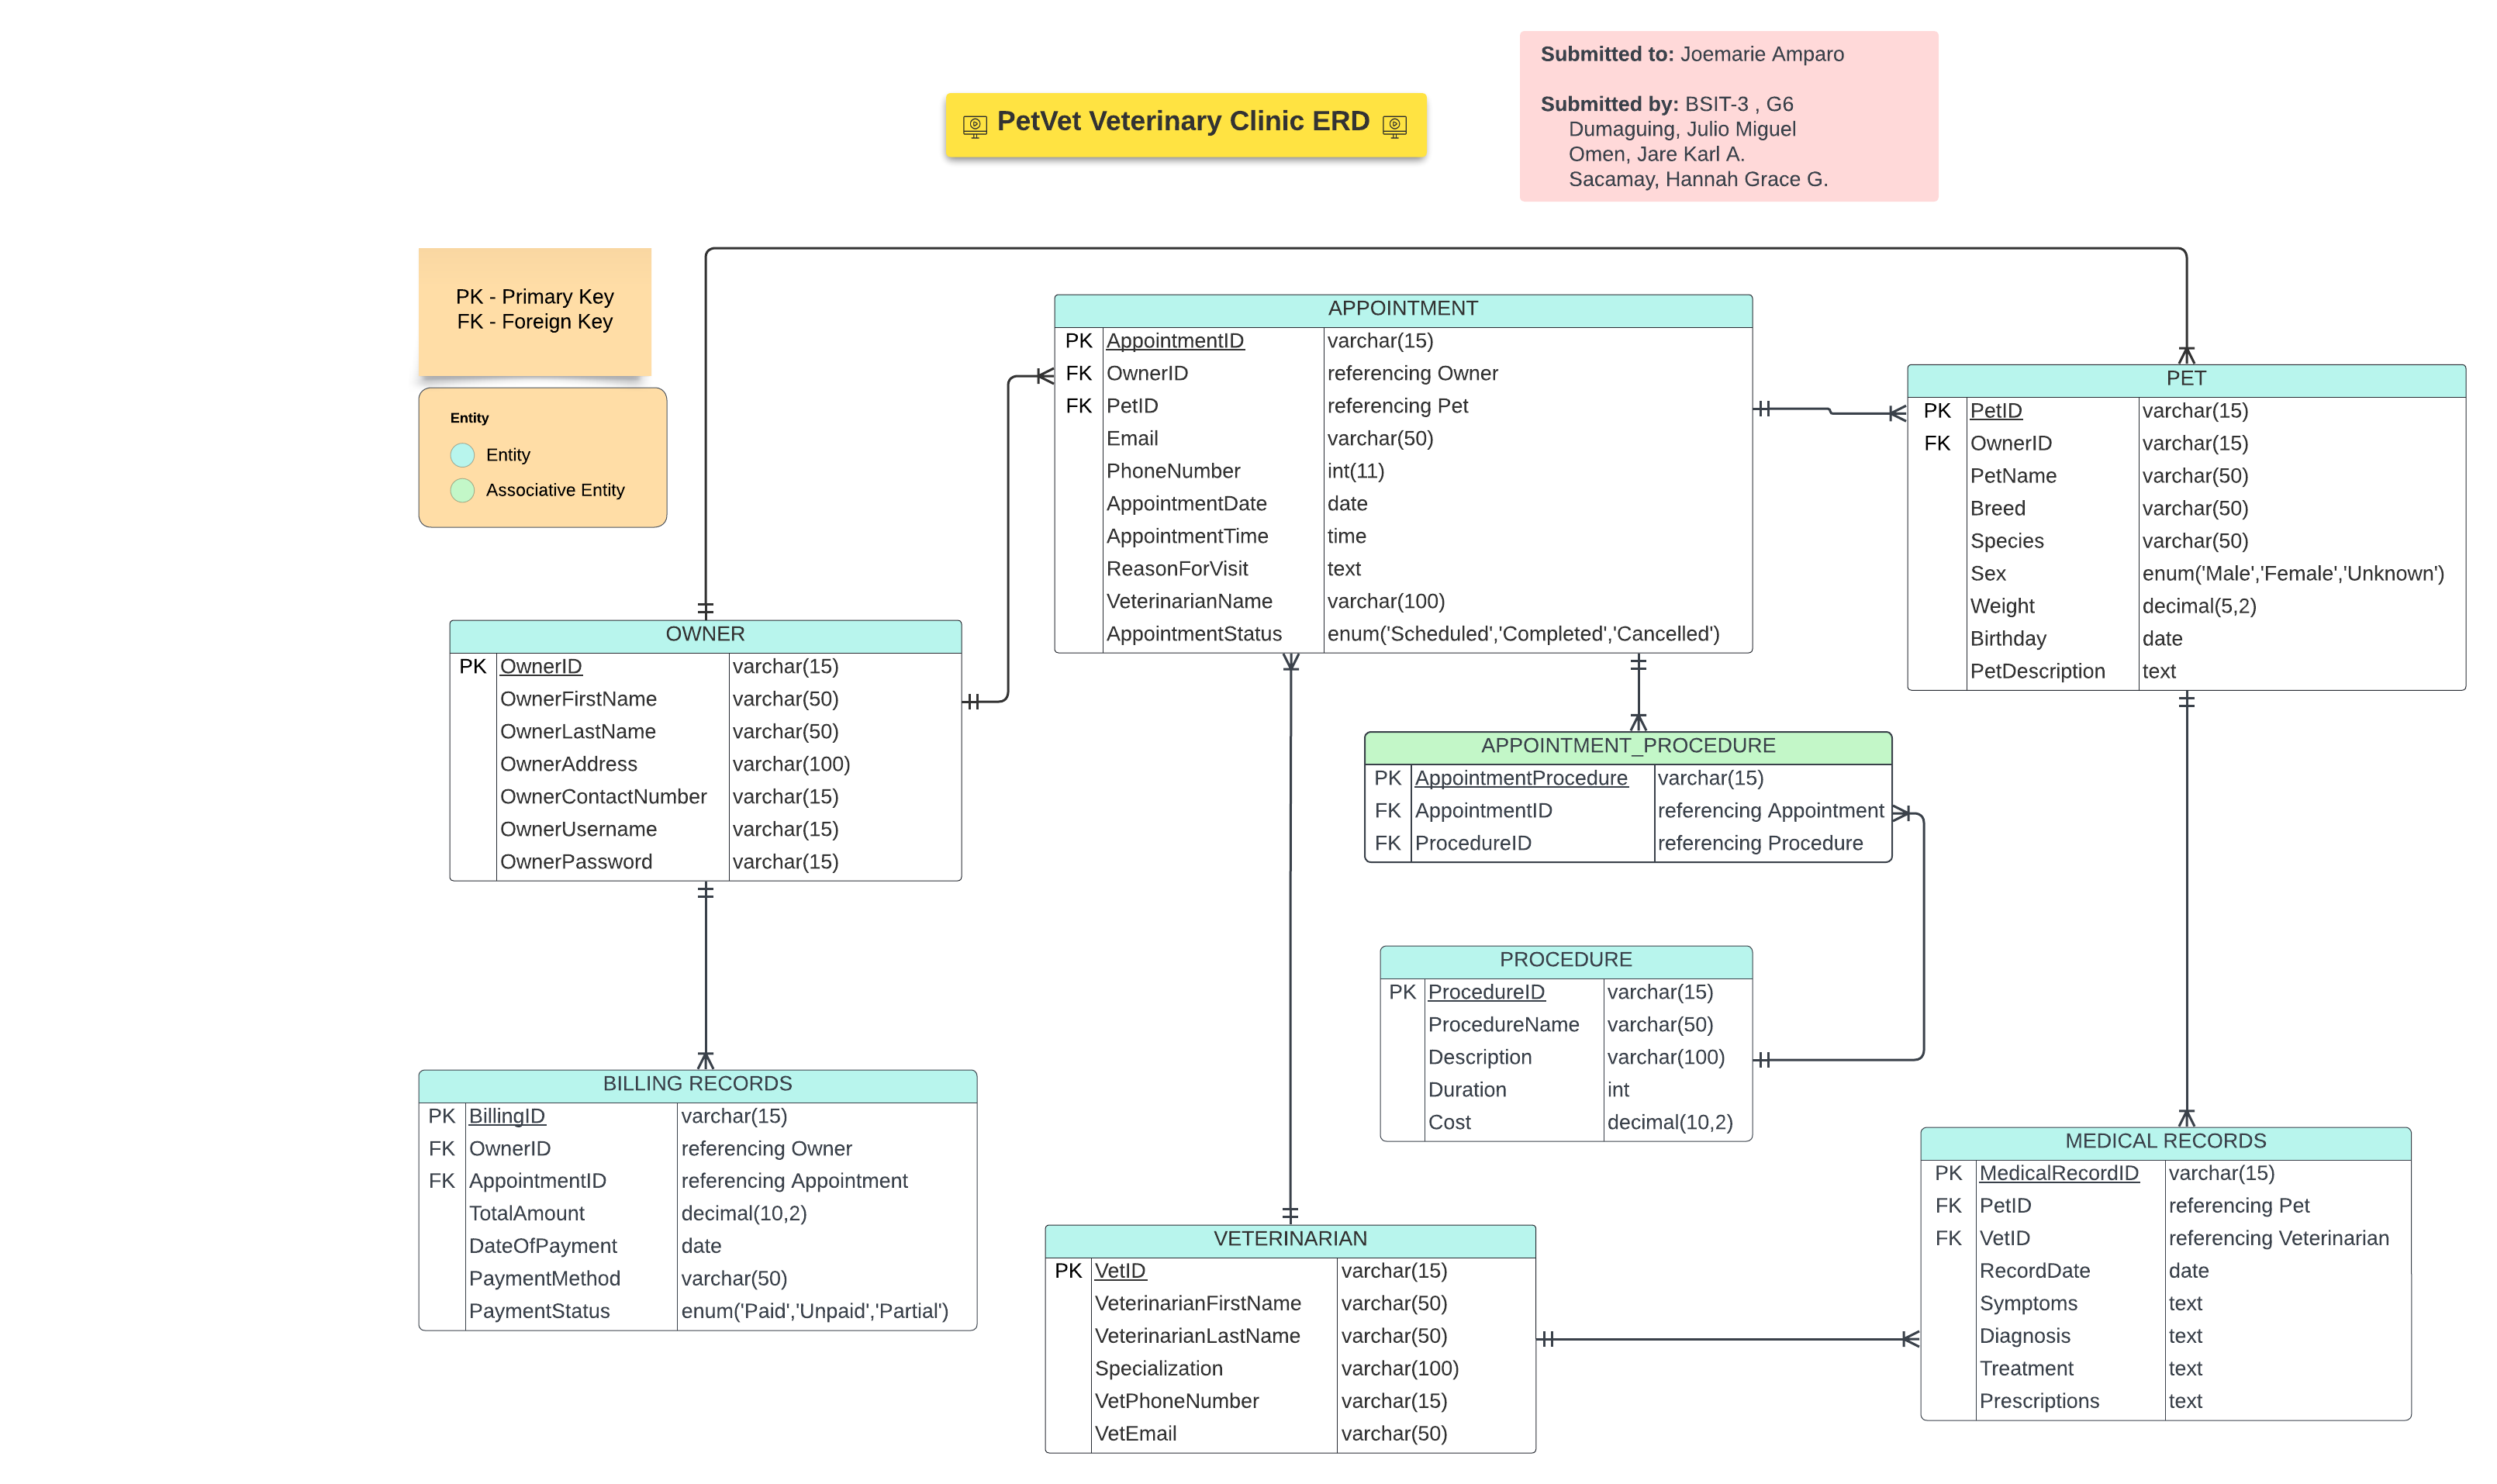 Submitted to: Joemarie Amparo
Submitted by: BSIT-3 , G6
Dumaguing, Julio Miguel
Omen, Jare Karl A.
Sacamay, Hannah Grace G.
PetVet Veterinary Clinic ERD
PK - Primary Key
FK - Foreign Key
Entity
Entity
Associative Entity
APPOINTMENT
PK AppointmentID varchar(15)
FK OwnerID referencing Owner
FK PetID referencing Pet
Email varchar(50)
PhoneNumber int(11)
AppointmentDate date
AppointmentTime time
ReasonForVisit text
VeterinarianName varchar(100)
AppointmentStatus enum('Scheduled','Completed','Cancelled')
PET
PK PetID varchar(15)
FK OwnerID varchar(15)
PetName varchar(50)
Breed varchar(50)
Species varchar(50)
Sex enum('Male','Female','Unknown')
Weight decimal(5,2)
Birthday date
PetDescription text
OWNER
PK OwnerID varchar(15)
OwnerFirstName varchar(50)
OwnerLastName varchar(50)
OwnerAddress varchar(100)
OwnerContactNumber varchar(15)
OwnerUsername varchar(15)
OwnerPassword varchar(15)
APPOINTMENT_PROCEDURE
PK AppointmentProcedure varchar(15)
FK AppointmentID referencing Appointment
FK ProcedureID referencing Procedure
PROCEDURE
PK ProcedureID varchar(15)
ProcedureName varchar(50)
Description varchar(100)
Duration int
Cost decimal(10,2)
BILLING RECORDS
PK BillingID varchar(15)
FK OwnerID referencing Owner
FK AppointmentID referencing Appointment
TotalAmount decimal(10,2)
DateOfPayment date
PaymentMethod varchar(50)
PaymentStatus enum('Paid','Unpaid','Partial')
VETERINARIAN
PK VetID varchar(15)
VeterinarianFirstName varchar(50)
VeterinarianLastName varchar(50)
Specialization varchar(100)
VetPhoneNumber varchar(15)
VetEmail varchar(50)
MEDICAL RECORDS
PK MedicalRecordID varchar(15)
FK PetID referencing Pet
FK VetID referencing Veterinarian
RecordDate date
Symptoms text
Diagnosis text
Treatment text
Prescriptions text